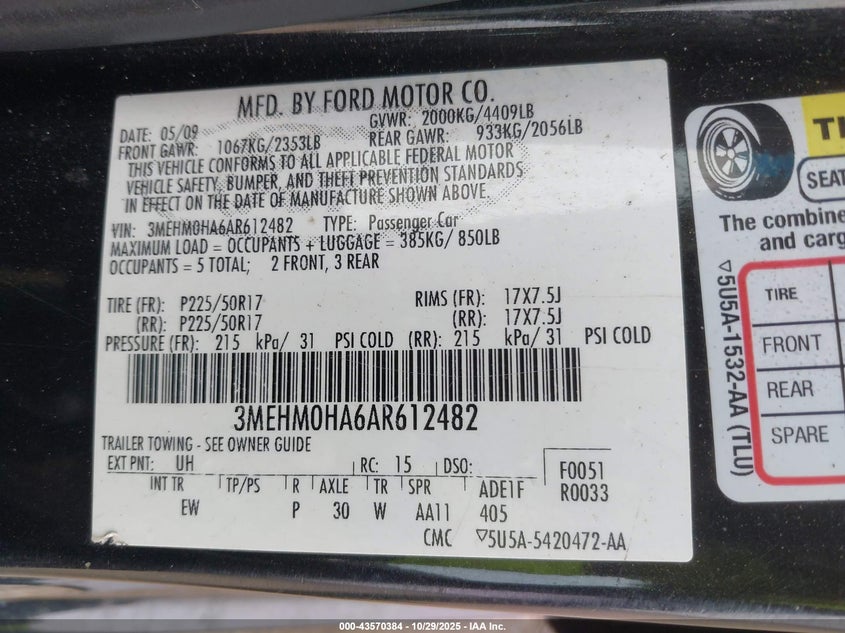 MFD. BY FORD MOTOR CO.
DATE: 05/09 GVWR: 2000KG/4409LB
FRONT GAWR: 1067KG/2353LB REAR GAWR: 933KG/2056LB
THIS VEHICLE CONFORMS TO ALL APPLICABLE FEDERAL MOTOR
VEHICLE SAFETY, BUMPER, AND THEFT PREVENTION STANDARDS
IN EFFECT ON THE DATE OF MANUFACTURE SHOWN ABOVE.
VIN: 3MEHM0HA6AR612482 TYPE: Passenger Car
MAXIMUM LOAD = OCCUPANTS + LUGGAGE = 385KG/ 850LB
OCCUPANTS = 5 TOTAL; 2 FRONT, 3 REAR
TIRE (FR): P225/50R17 RIMS (FR): 17X7.5J
(RR): P225/50R17 (RR): 17X7.5J
PRESSURE (FR): 215 kPa/ 31 PSI COLD (RR): 215 kPa/ 31 PSI COLD
3MEHM0HA6AR612482
TRAILER TOWING - SEE OWNER GUIDE
EXT PNT: UH RC: 15 DSO: F0051
R0033
INT TR TP/PS R AXLE TR SPR ADE1F
EW P 30 W AA11 405
CMC ▽5U5A-5420472-AA
▽5U5A-1532-AA (TLU)
TI
SEAT
The combine
and carg
TIRE
FRONT
REAR
SPARE
000-43570384 - 10/29/2025 - IAA Inc.